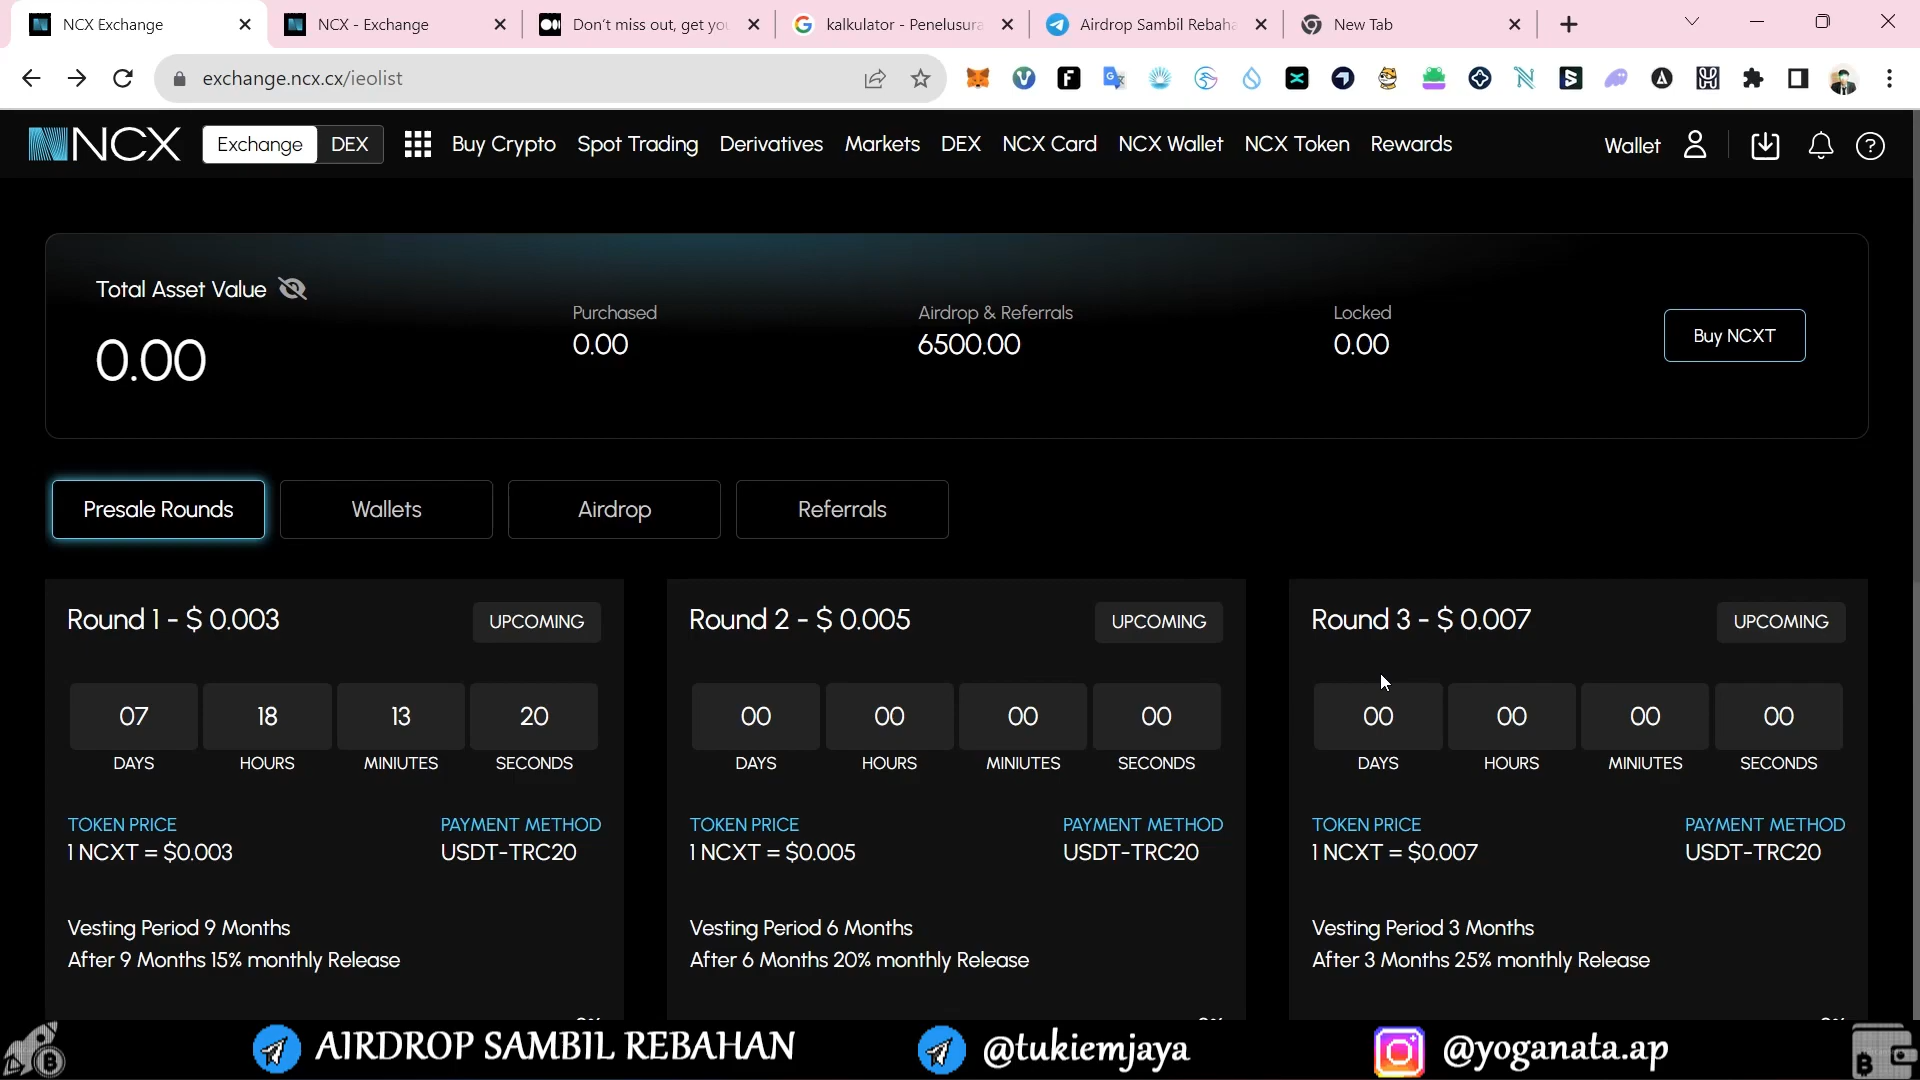 NCX Exchange
NCX - Exchange
Don't miss out, get you
kalkulator - Penelusura
Airdrop Sambil Rebaha
New Tab
exchange.ncx.cx/ieolist
NCX
Exchange
DEX
Buy Crypto
Spot Trading
Derivatives
Markets
DEX
NCX Card
NCX Wallet
NCX Token
Rewards
Wallet
Total Asset Value
0.00
Purchased
0.00
Airdrop & Referrals
6500.00
Locked
0.00
Buy NCXT
Presale Rounds
Wallets
Airdrop
Referrals
Round 1 - $ 0.003
UPCOMING
07 18 13 20
DAYS HOURS MINIUTES SECONDS
TOKEN PRICE
1 NCXT = $0.003
PAYMENT METHOD
USDT-TRC20
Vesting Period 9 Months
After 9 Months 15% monthly Release
Round 2 - $ 0.005
UPCOMING
00 00 00 00
DAYS HOURS MINIUTES SECONDS
TOKEN PRICE
1 NCXT = $0.005
PAYMENT METHOD
USDT-TRC20
Vesting Period 6 Months
After 6 Months 20% monthly Release
Round 3 - $ 0.007
UPCOMING
00 00 00 00
DAYS HOURS MINIUTES SECONDS
TOKEN PRICE
1 NCXT = $0.007
PAYMENT METHOD
USDT-TRC20
Vesting Period 3 Months
After 3 Months 25% monthly Release
AIRDROP SAMBIL REBAHAN
@tukiemjaya
@yoganata.ap